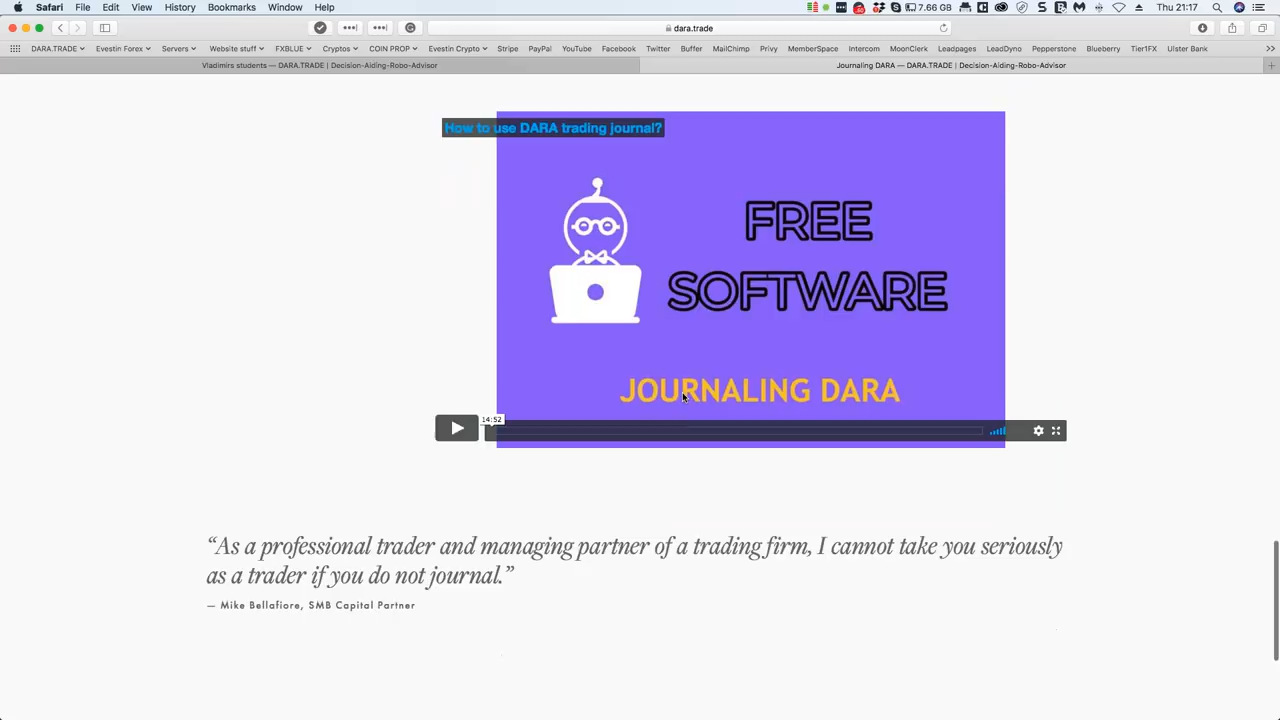 Safari File Edit View History Bookmarks Window Help 7.66 GB Thu 21:17
dara.trade
DARA.TRADE Evestin Forex Servers Website stuff FXBLUE Cryptos COIN PROP Evestin Crypto Stripe PayPal YouTube Facebook Twitter Buffer MailChimp Privy MemberSpace Intercom MoonClerk Leadpages LeadDyno Pepperstone Blueberry Tier1FX Ulster Bank
Vladimirs students — DARA.TRADE | Decision-Aiding-Robo-Advisor Journaling DARA — DARA.TRADE | Decision-Aiding-Robo-Advisor
How to use DARA trading journal?
FREE
SOFTWARE
JOURNALING DARA
14:52
“As a professional trader and managing partner of a trading firm, I cannot take you seriously
as a trader if you do not journal.”
— Mike Bellafiore, SMB Capital Partner